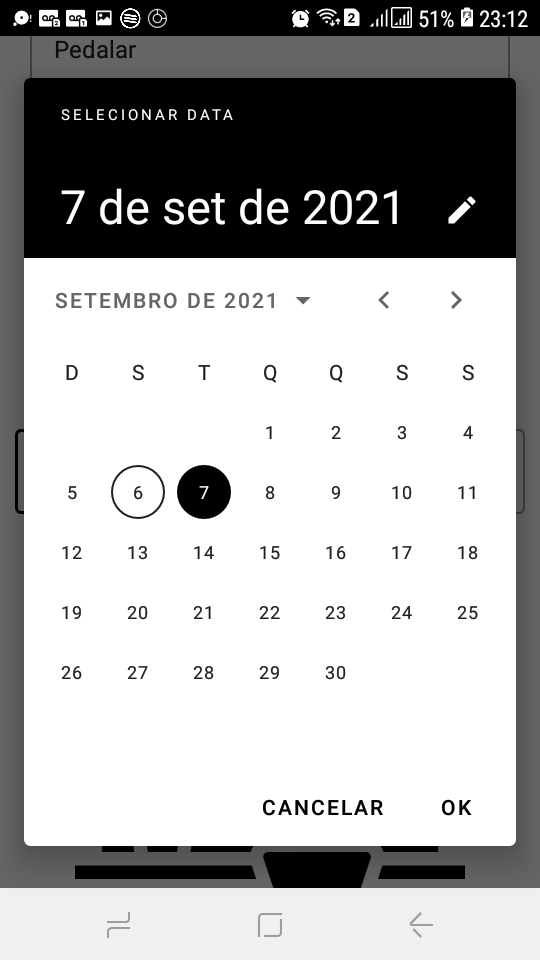 2 51% 23:12
Pedalar
SELECIONAR DATA
7 de set de 2021
SETEMBRO DE 2021
D S T Q Q S S
1 2 3 4
5 6 7 8 9 10 11
12 13 14 15 16 17 18
19 20 21 22 23 24 25
26 27 28 29 30
CANCELAR OK